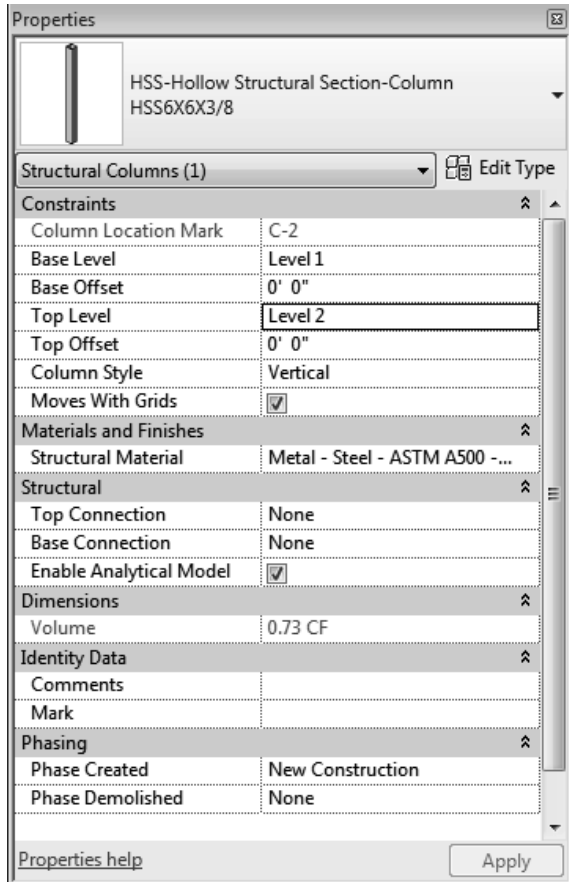 Properties
HSS-Hollow Structural Section-Column
HSS6X6X3/8
Structural Columns (1) Edit Type
Constraints
Column Location Mark C-2
Base Level Level 1
Base Offset 0' 0"
Top Level Level 2
Top Offset 0' 0"
Column Style Vertical
Moves With Grids
Materials and Finishes
Structural Material Metal - Steel - ASTM A500 -...
Structural
Top Connection None
Base Connection None
Enable Analytical Model
Dimensions
Volume 0.73 CF
Identity Data
Comments
Mark
Phasing
Phase Created New Construction
Phase Demolished None
Properties help Apply